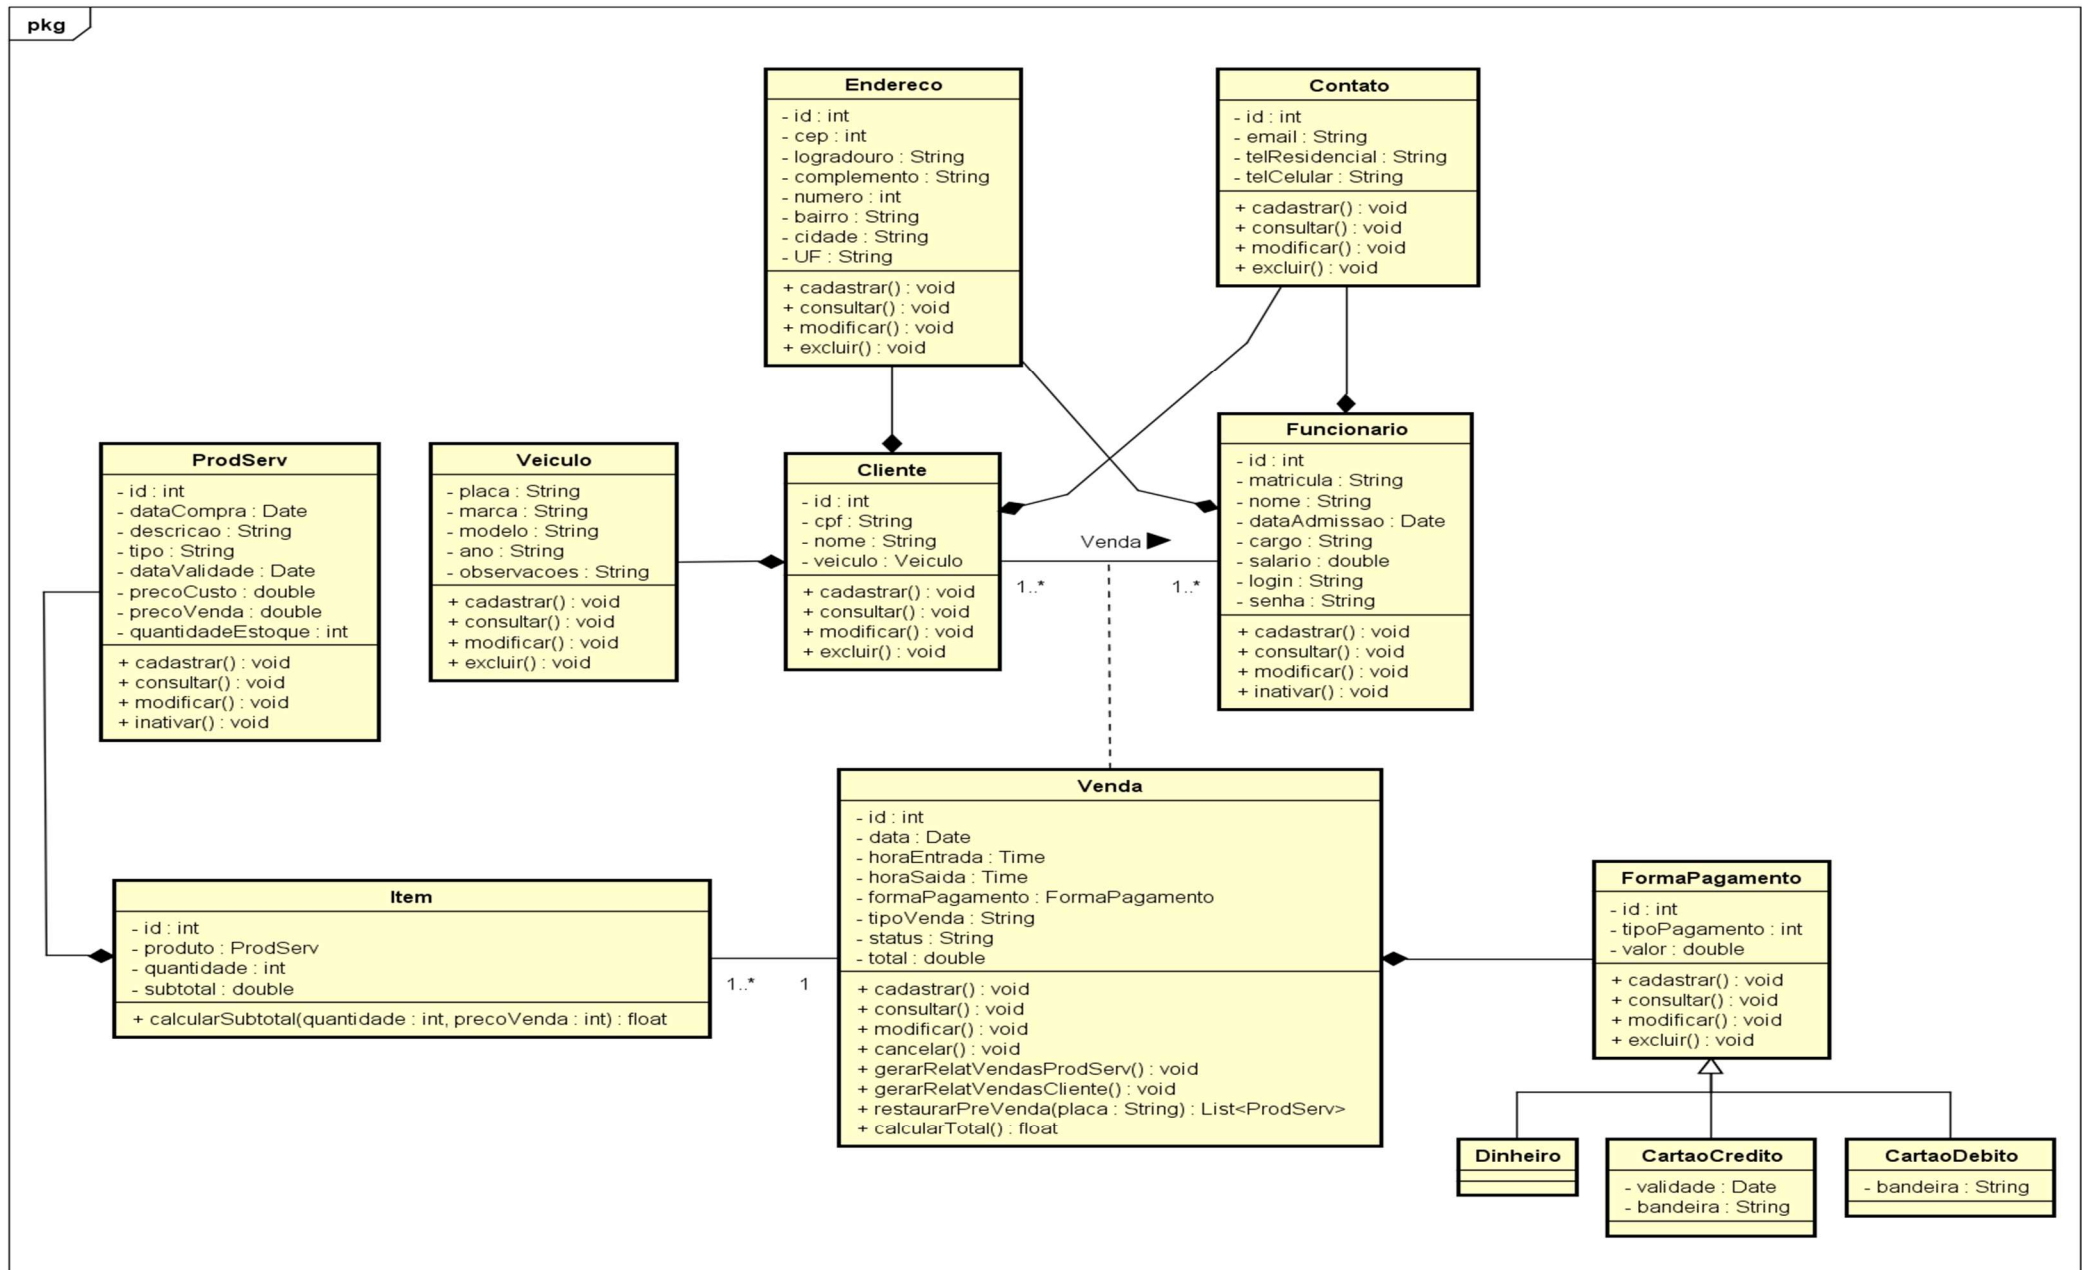 pkg
Endereco
- id : int
- cep : int
- logradouro : String
- complemento : String
- numero : int
- bairro : String
- cidade : String
- UF : String
+ cadastrar() : void
+ consultar() : void
+ modificar() : void
+ excluir() : void
Contato
- id : int
- email : String
- telResidencial : String
- telCelular : String
+ cadastrar() : void
+ consultar() : void
+ modificar() : void
+ excluir() : void
ProdServ
- id : int
- dataCompra : Date
- descricao : String
- tipo : String
- dataValidade : Date
- precoCusto : double
- precoVenda : double
- quantidadeEstoque : int
+ cadastrar() : void
+ consultar() : void
+ modificar() : void
+ inativar() : void
Veiculo
- placa : String
- marca : String
- modelo : String
- ano : String
- observacoes : String
+ cadastrar() : void
+ consultar() : void
+ modificar() : void
+ excluir() : void
Cliente
- id : int
- cpf : String
- nome : String
- veiculo : Veiculo
+ cadastrar() : void
+ consultar() : void
+ modificar() : void
+ excluir() : void
Venda
1..*
1..*
Funcionario
- id : int
- matricula : String
- nome : String
- dataAdmissao : Date
- cargo : String
- salario : double
- login : String
- senha : String
+ cadastrar() : void
+ consultar() : void
+ modificar() : void
+ inativar() : void
Item
- id : int
- produto : ProdServ
- quantidade : int
- subtotal : double
+ calcularSubtotal(quantidade : int, precoVenda : int) : float
1..*
1
Venda
- id : int
- data : Date
- horaEntrada : Time
- horaSaida : Time
- formaPagamento : FormaPagamento
- tipoVenda : String
- status : String
- total : double
+ cadastrar() : void
+ consultar() : void
+ modificar() : void
+ cancelar() : void
+ gerarRelatVendasProdServ() : void
+ gerarRelatVendasCliente() : void
+ restaurarPreVenda(placa : String) : List<ProdServ>
+ calcularTotal() : float
FormaPagamento
- id : int
- tipoPagamento : int
- valor : double
+ cadastrar() : void
+ consultar() : void
+ modificar() : void
+ excluir() : void
Dinheiro
CartaoCredito
- validade : Date
- bandeira : String
CartaoDebito
- bandeira : String